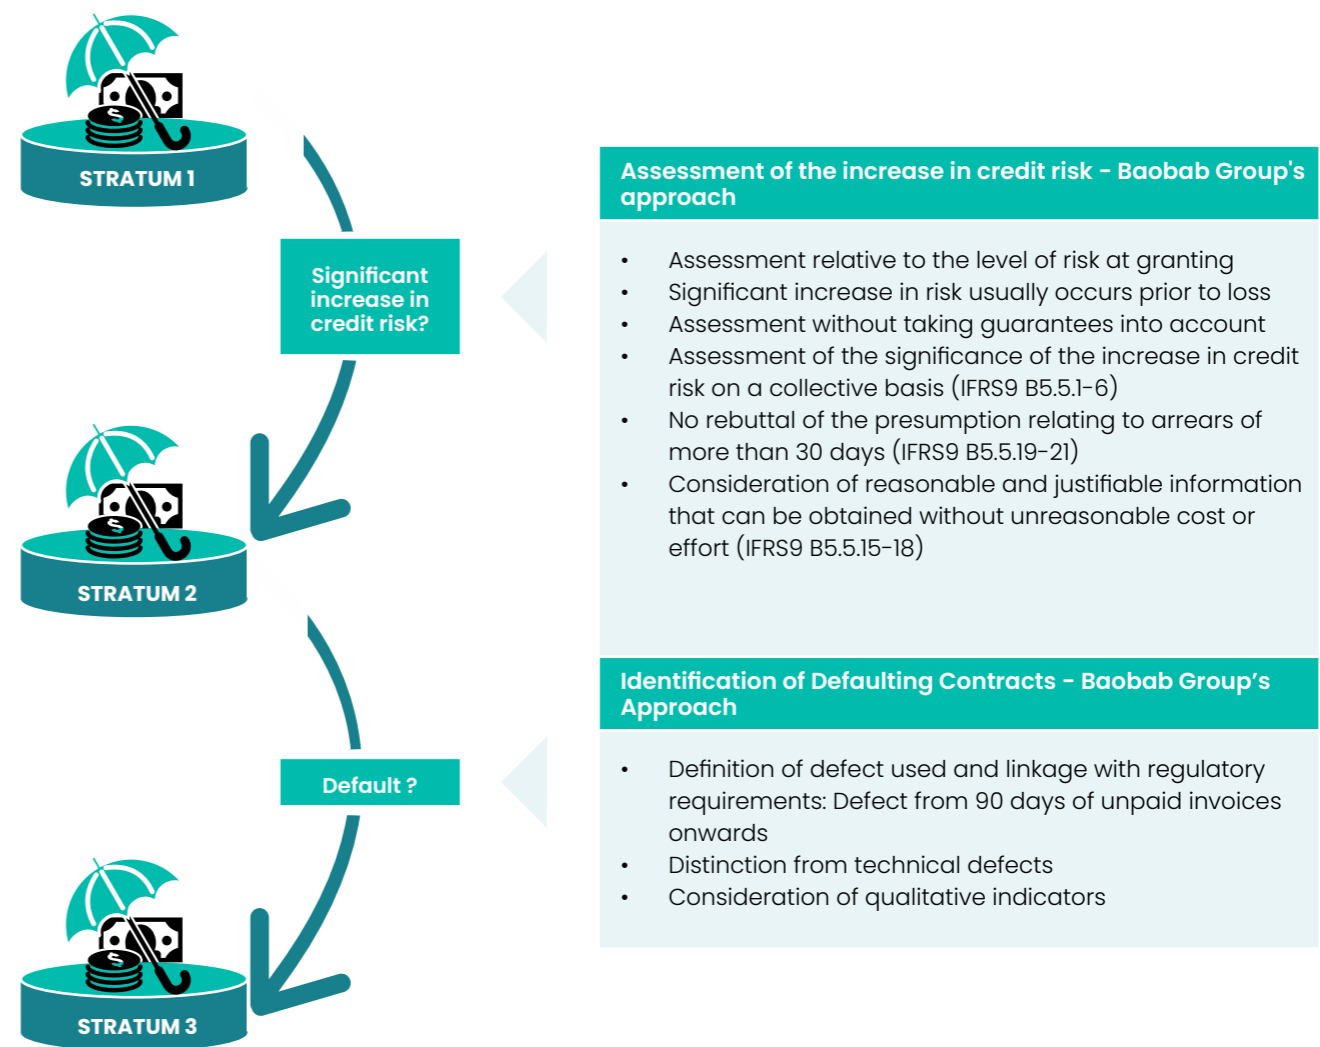 STRATUM 1
Significant
increase in
credit risk?
STRATUM 2
Default ?
STRATUM 3
Assessment of the increase in credit risk - Baobab Group's
approach
• Assessment relative to the level of risk at granting
• Significant increase in risk usually occurs prior to loss
• Assessment without taking guarantees into account
• Assessment of the significance of the increase in credit
risk on a collective basis (IFRS9 B5.5.1-6)
• No rebuttal of the presumption relating to arrears of
more than 30 days (IFRS9 B5.5.19-21)
• Consideration of reasonable and justifiable information
that can be obtained without unreasonable cost or
effort (IFRS9 B5.5.15-18)
Identification of Defaulting Contracts - Baobab Group’s
Approach
• Definition of defect used and linkage with regulatory
requirements: Defect from 90 days of unpaid invoices
onwards
• Distinction from technical defects
• Consideration of qualitative indicators